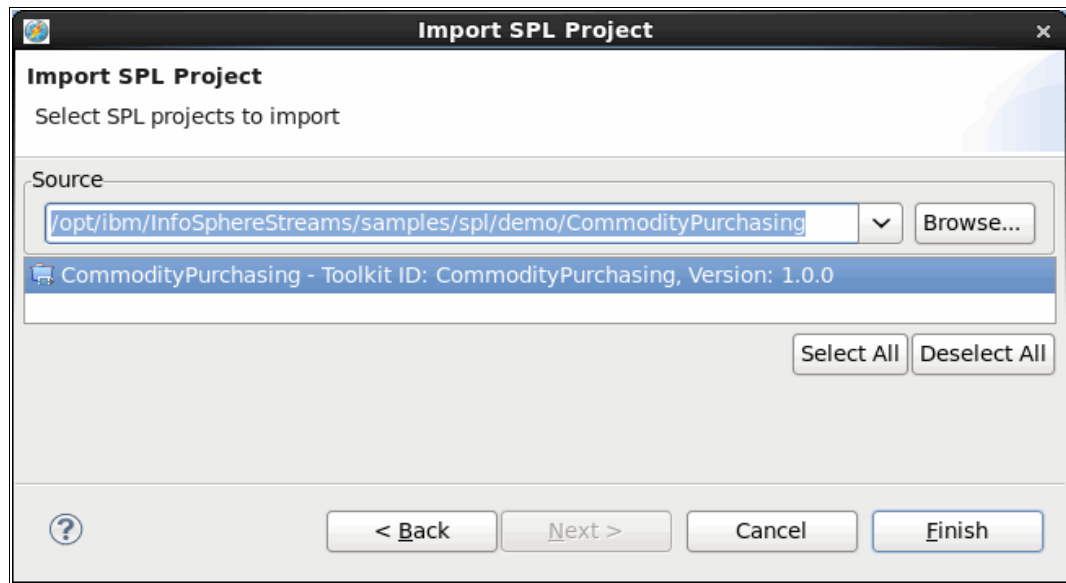 Import SPL Project
Import SPL Project
Select SPL projects to import
Source
/opt/ibm/InfoSphereStreams/samples/spl/demo/CommodityPurchasing Browse...
CommodityPurchasing - Toolkit ID: CommodityPurchasing, Version: 1.0.0
Select All Deselect All
? < Back Next > Cancel Finish